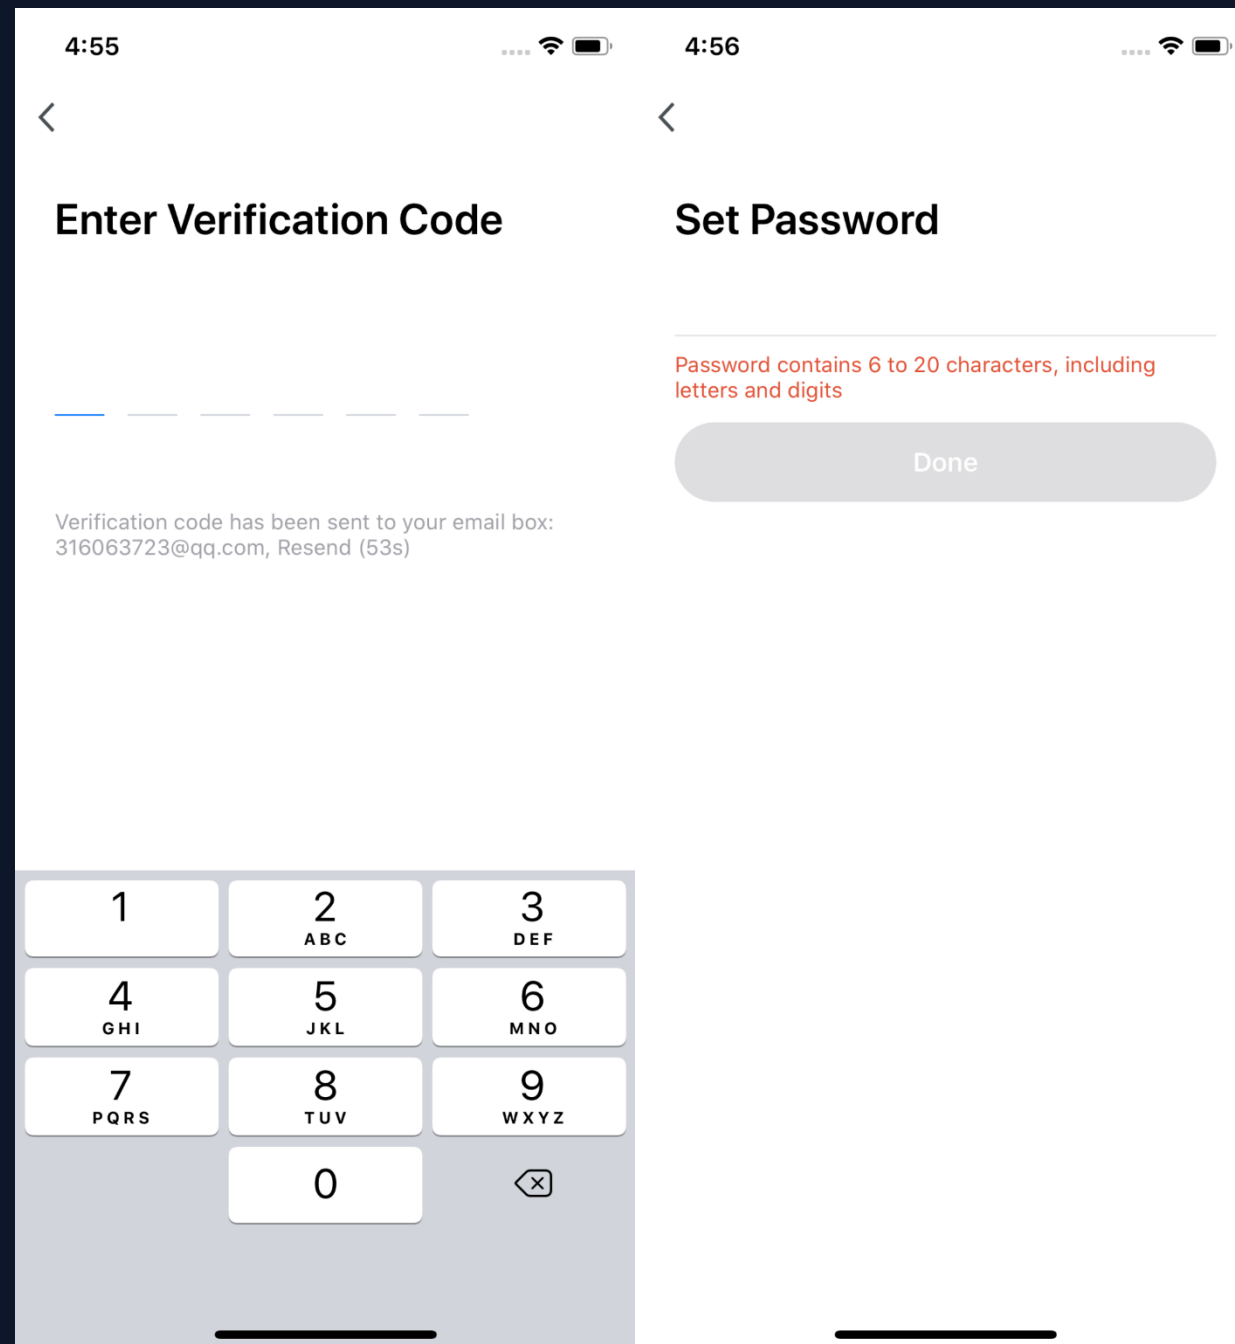 4:55
Enter Verification Code
Verification code has been sent to your email box:
316063723@qq.com, Resend (53s)
1
2
ABC
3
DEF
4
GHI
5
JKL
6
MNO
7
PQRS
8
TUV
9
WXYZ
0
4:56
Set Password
Password contains 6 to 20 characters, including
letters and digits
Done